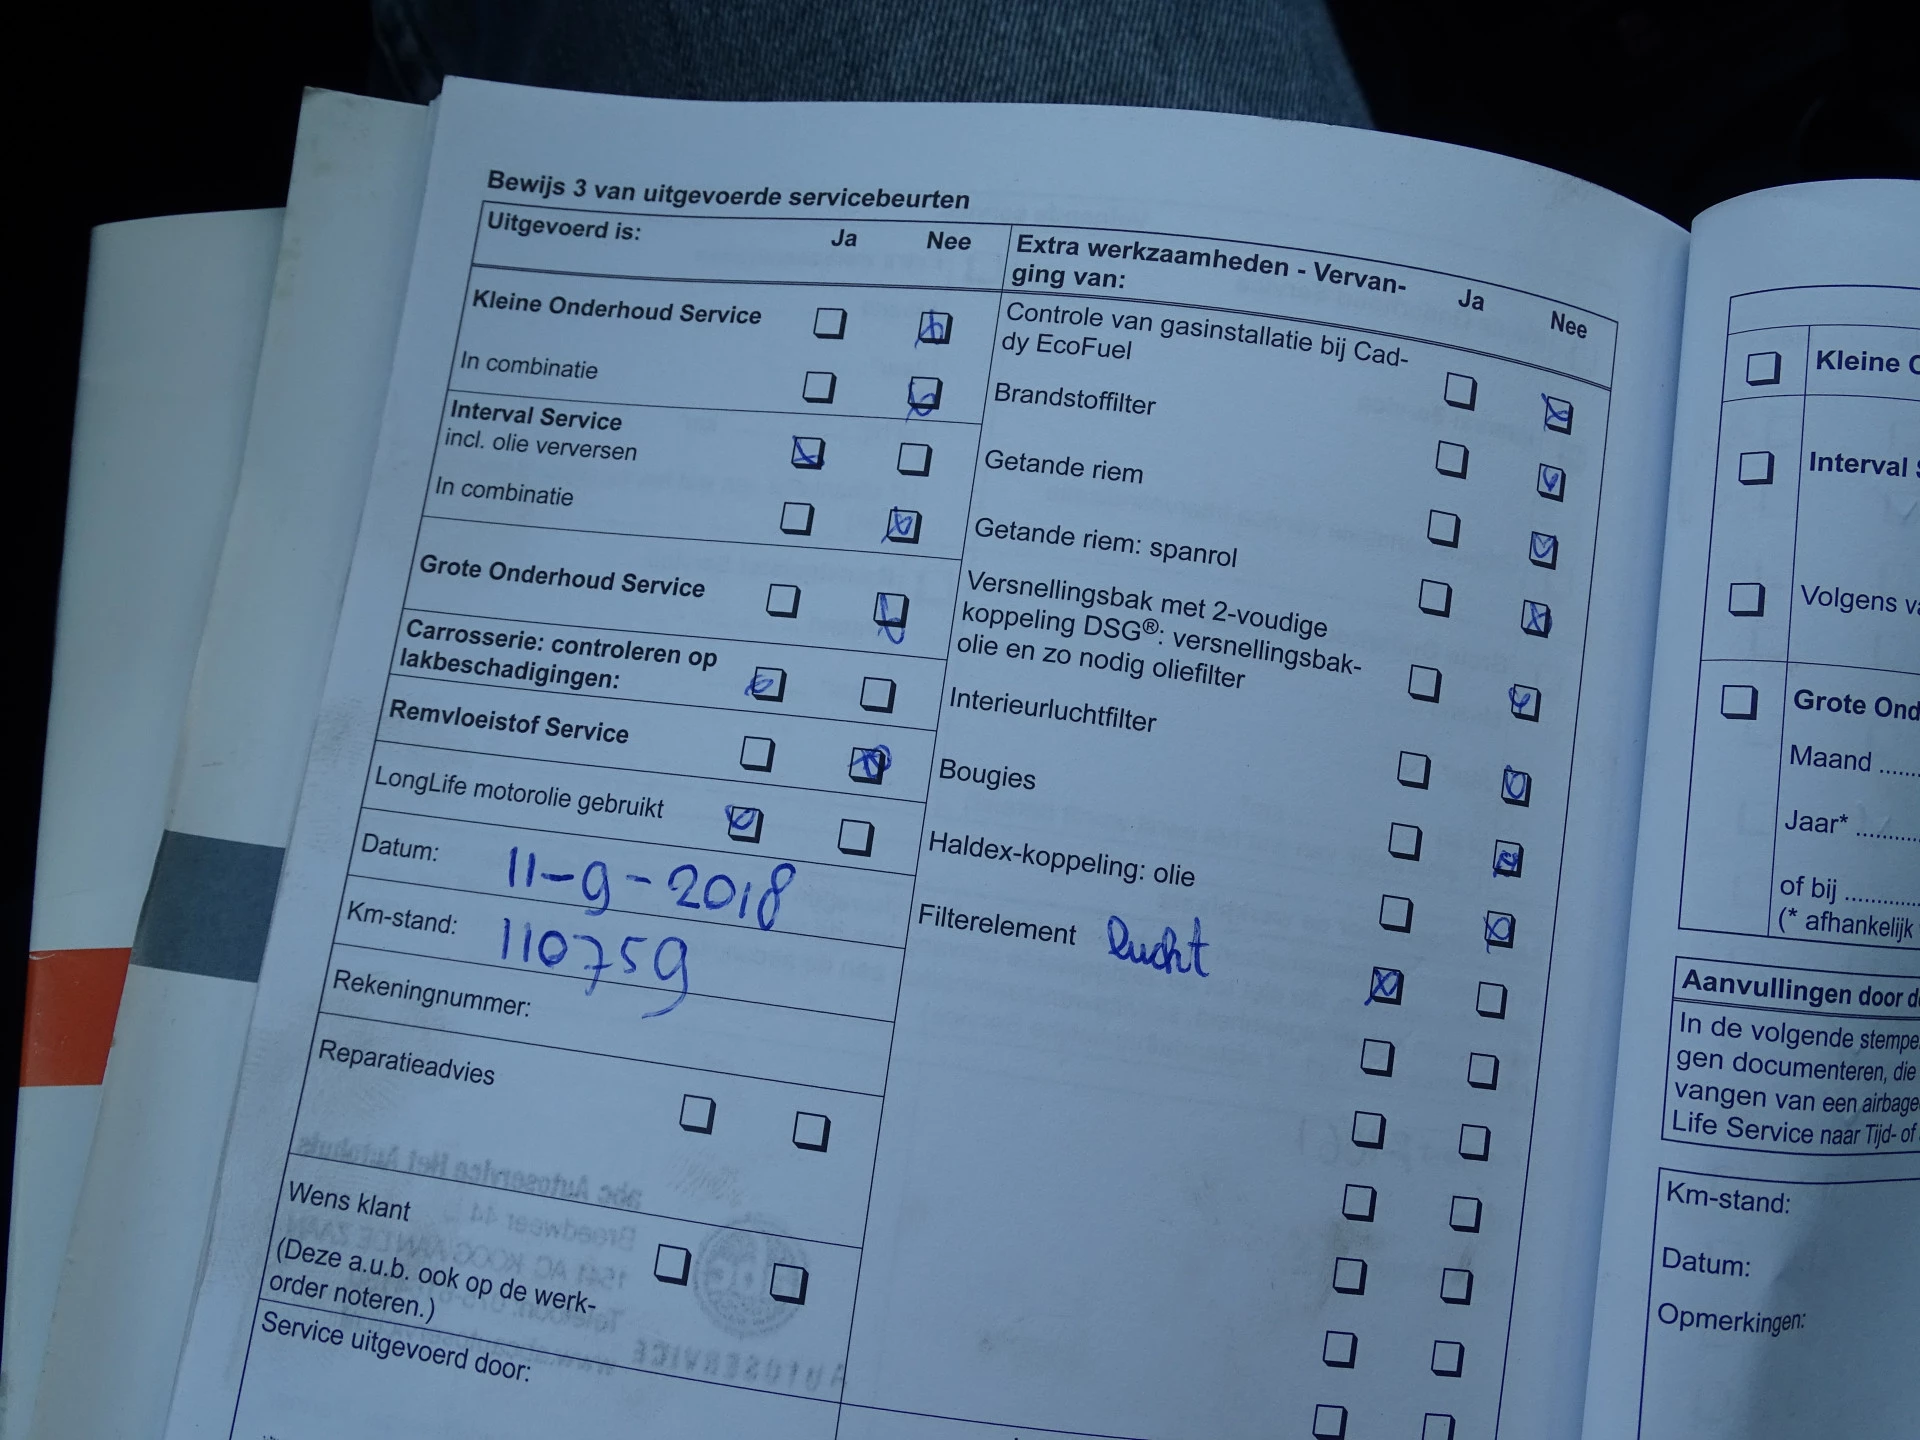 Bewijs 3 van uitgevoerde servicebeurten
Uitgevoerd is: Ja Nee
Kleine Onderhoud Service
In combinatie
Interval Service
incl. olie verversen
In combinatie
Grote Onderhoud Service
Carrosserie: controleren op
lakbeschadigingen:
Remvloeistof Service
LongLife motorolie gebruikt
Datum: 11-9-2018
Km-stand: 110759
Rekeningnummer:
Reparatieadvies
Wens klant
(Deze a.u.b. ook op de werk-
order noteren.)
Service uitgevoerd door:
Extra werkzaamheden - Vervan-
ging van: Ja Nee
Controle van gasinstallatie bij Cad-
dy EcoFuel
Brandstoffilter
Getande riem
Getande riem: spanrol
Versnellingsbak met 2-voudige
koppeling DSG®: versnellingsbak-
olie en zo nodig oliefilter
Interieurluchtfilter
Bougies
Haldex-koppeling: olie
Filterelement lucht
Kleine O
Interval S
Volgens va
Grote Ond
Maand ........
Jaar* ...........
of bij ...........
(* afhankelijk
Aanvullingen door de
In de volgende stempe
gen documenteren, die
vangen van een airbage
Life Service naar Tijd- of
Km-stand:
Datum:
Opmerkingen: